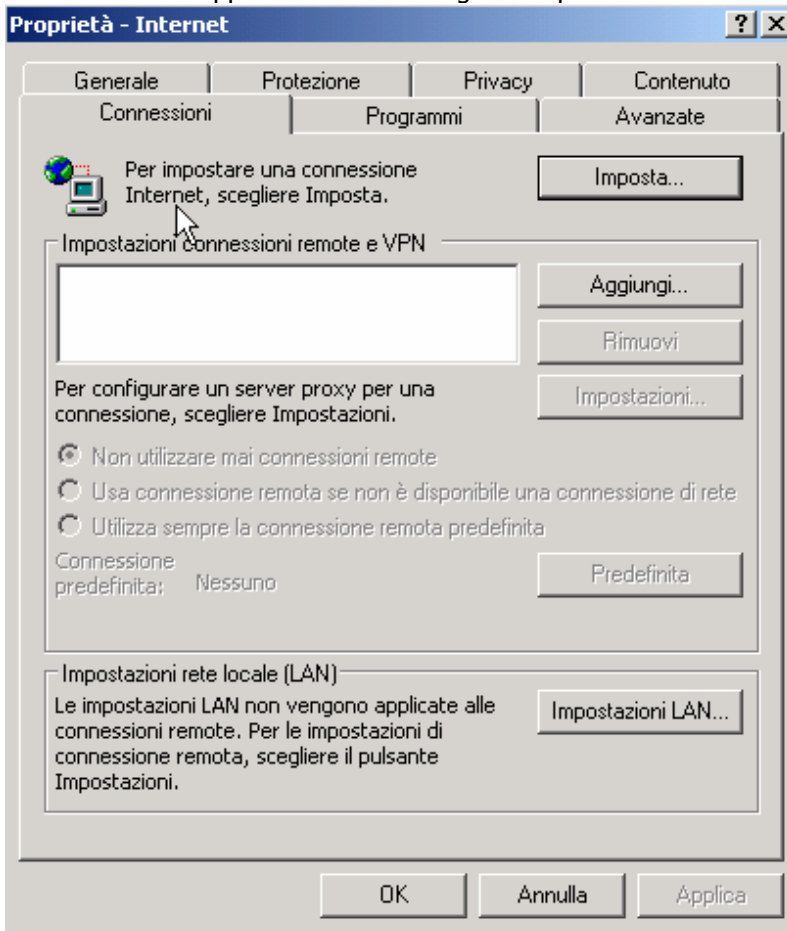 Proprietà - Internet
Generale
Protezione
Privacy
Contenuto
Connessioni
Programmi
Avanzate
Per impostare una connessione
Internet, scegliere Imposta.
Imposta...
Impostazioni connessioni remote e VPN
Aggiungi...
Rimuovi
Per configurare un server proxy per una
connessione, scegliere Impostazioni.
Impostazioni...
Non utilizzare mai connessioni remote
Usa connessione remota se non è disponibile una connessione di rete
Utilizza sempre la connessione remota predefinita
Connessione
predefinita:
Nessuno
Predefinita
Impostazioni rete locale (LAN)
Le impostazioni LAN non vengono applicate alle
connessioni remote. Per le impostazioni di
connessione remota, scegliere il pulsante
Impostazioni.
Impostazioni LAN...
OK
Annulla
Applica